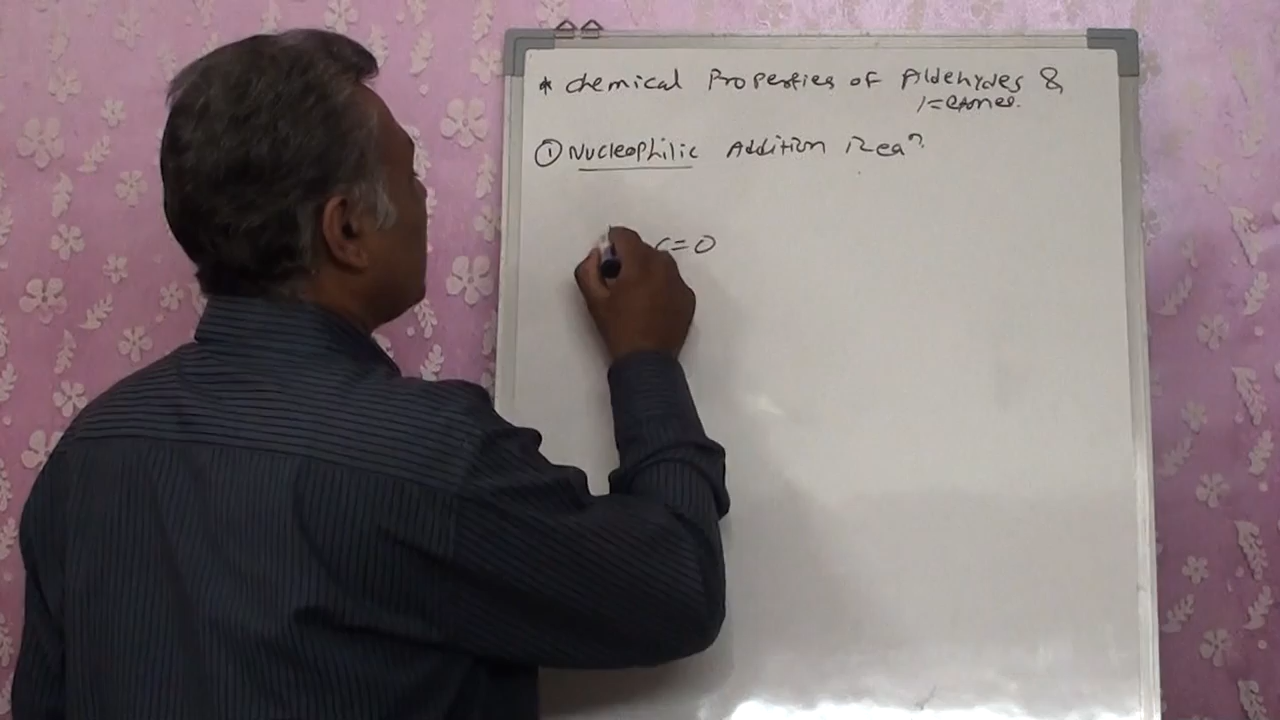 * Chemical Properties of Aldehydes &
Ketones.
① Nucleophilic Addition Rea?
C=O